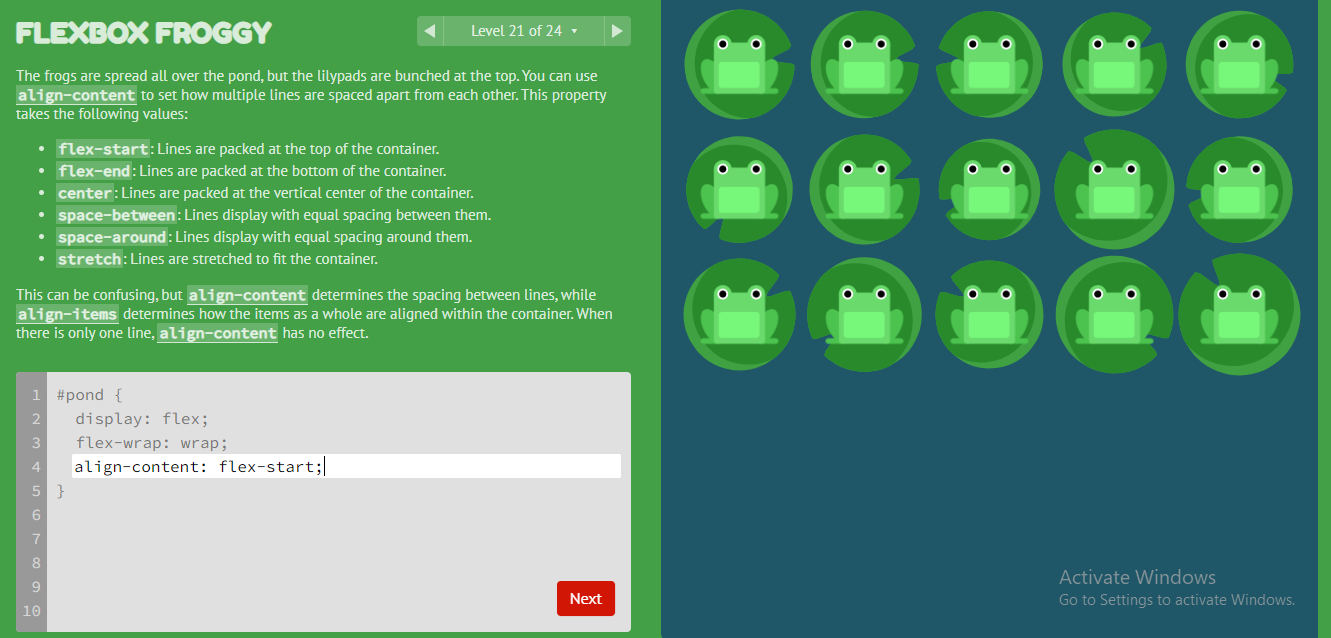 FLEXBOX FROGGY
Level 21 of 24 ▾
The frogs are spread all over the pond, but the lilypads are bunched at the top. You can use
align-content to set how multiple lines are spaced apart from each other. This property
takes the following values:
• flex-start: Lines are packed at the top of the container.
• flex-end: Lines are packed at the bottom of the container.
• center: Lines are packed at the vertical center of the container.
• space-between: Lines display with equal spacing between them.
• space-around: Lines display with equal spacing around them.
• stretch: Lines are stretched to fit the container.
This can be confusing, but align-content determines the spacing between lines, while
align-items determines how the items as a whole are aligned within the container. When
there is only one line, align-content has no effect.
1 #pond {
2 display: flex;
3 flex-wrap: wrap;
4 align-content: flex-start;
5 }
6
7
8
9
10
Next
Activate Windows
Go to Settings to activate Windows.